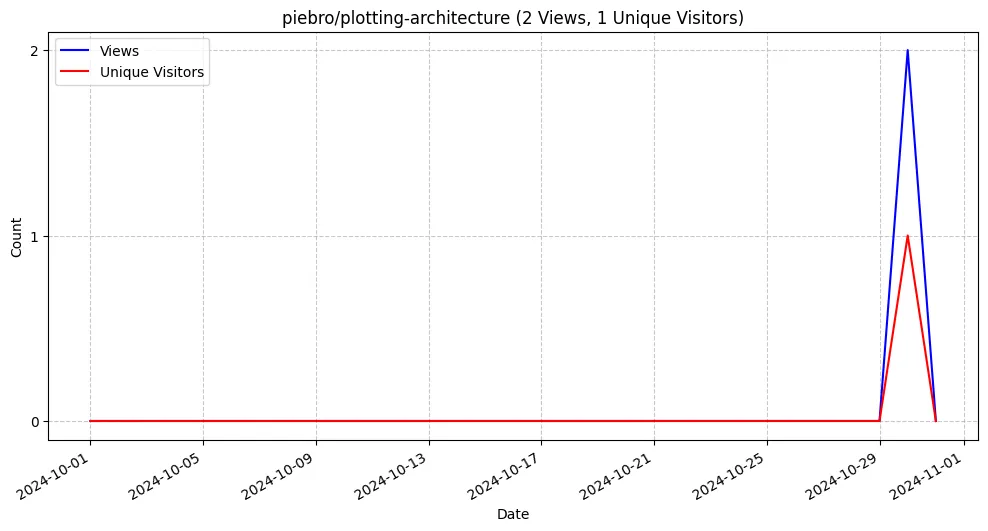 piebro/plotting-architecture (2 Views, 1 Unique Visitors)
Views
Unique Visitors
2
1
0
Count
2024-10-01
2024-10-05
2024-10-09
2024-10-13
2024-10-17
2024-10-21
2024-10-25
2024-10-29
2024-11-01
Date